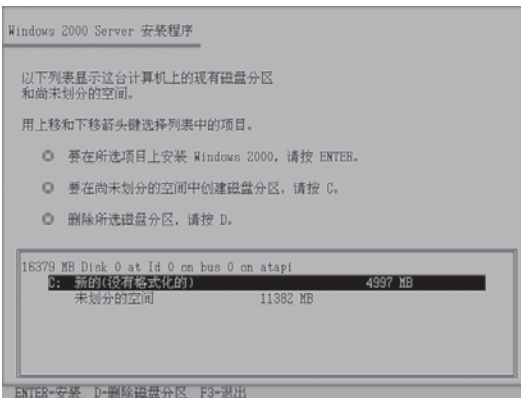 Windows 2000 Server 安装程序
以下列表显示这台计算机上的现有磁盘分区
和尚未划分的空间。
用上移和下移箭头键选择列表中的项目。
要在所选项目上安装 Windows 2000，请按 ENTER。
要在尚未划分的空间中创建磁盘分区，请按 C。
删除所选磁盘分区，请按 D。
16379 MB Disk 0 at Id 0 on bus 0 on atapi
C: 新的(没有格式化的) 4997 MB
未划分的空间 11382 MB
ENTER=安装 D=删除磁盘分区 F3=退出